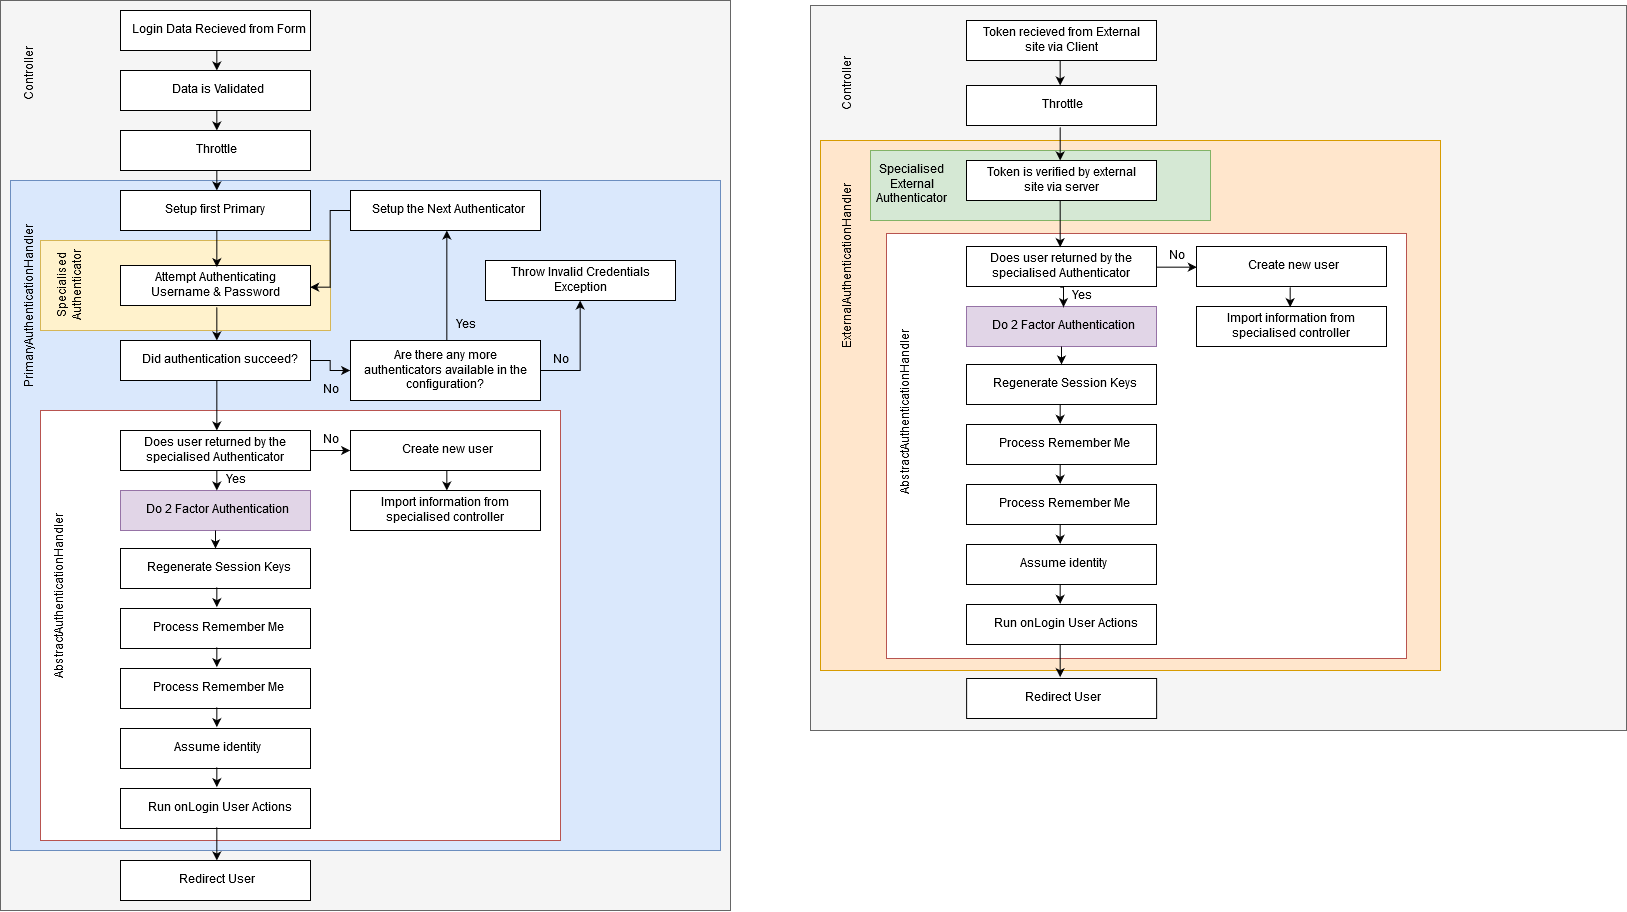 Controller
Login Data Recieved from Form
Data is Validated
Throttle
PrimaryAuthenticationHandler
Setup first Primary
Setup the Next Authenticator
Specialised
Authenticator
Attempt Authenticating
Username & Password
Throw Invalid Credentials
Exception
Yes
Did authentication succeed?
No
Are there any more
authenticators available in the
configuration?
No
AbstractAuthenticationHandler
Does user returned by the
specialised Authenticator
No
Create new user
Yes
Do 2 Factor Authentication
Import information from
specialised controller
Regenerate Session Keys
Process Remember Me
Process Remember Me
Assume identity
Run onLogin User Actions
Redirect User
Controller
Token recieved from External
site via Client
Throttle
ExternalAuthenticationHandler
Specialised
External
Authenticator
Token is verified by external
site via server
AbstractAuthenticationHandler
Does user returned by the
specialised Authenticator
No
Create new user
Yes
Do 2 Factor Authentication
Import information from
specialised controller
Regenerate Session Keys
Process Remember Me
Process Remember Me
Assume identity
Run onLogin User Actions
Redirect User